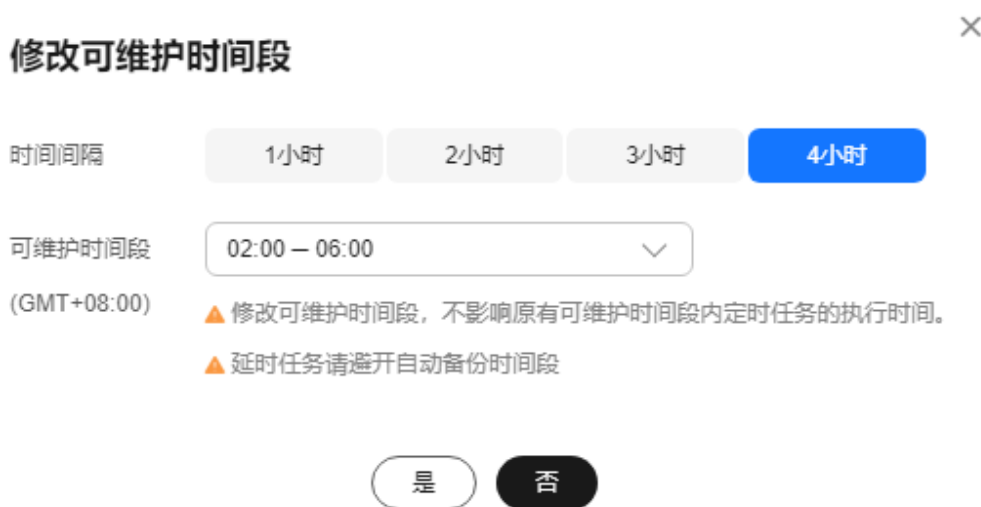 修改可维护时间段
时间间隔 1小时 2小时 3小时 4小时
可维护时间段 02:00 — 06:00
(GMT+08:00) 修改可维护时间段，不影响原有可维护时间段内定时任务的执行时间。
延时任务请避开自动备份时间段
是 否